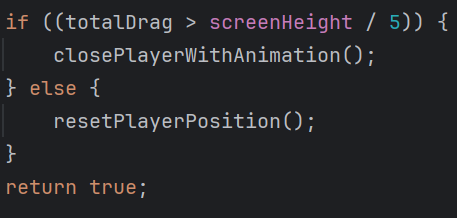 if ((totalDrag > screenHeight / 5)) {
    closePlayerWithAnimation();
} else {
    resetPlayerPosition();
}
return true;